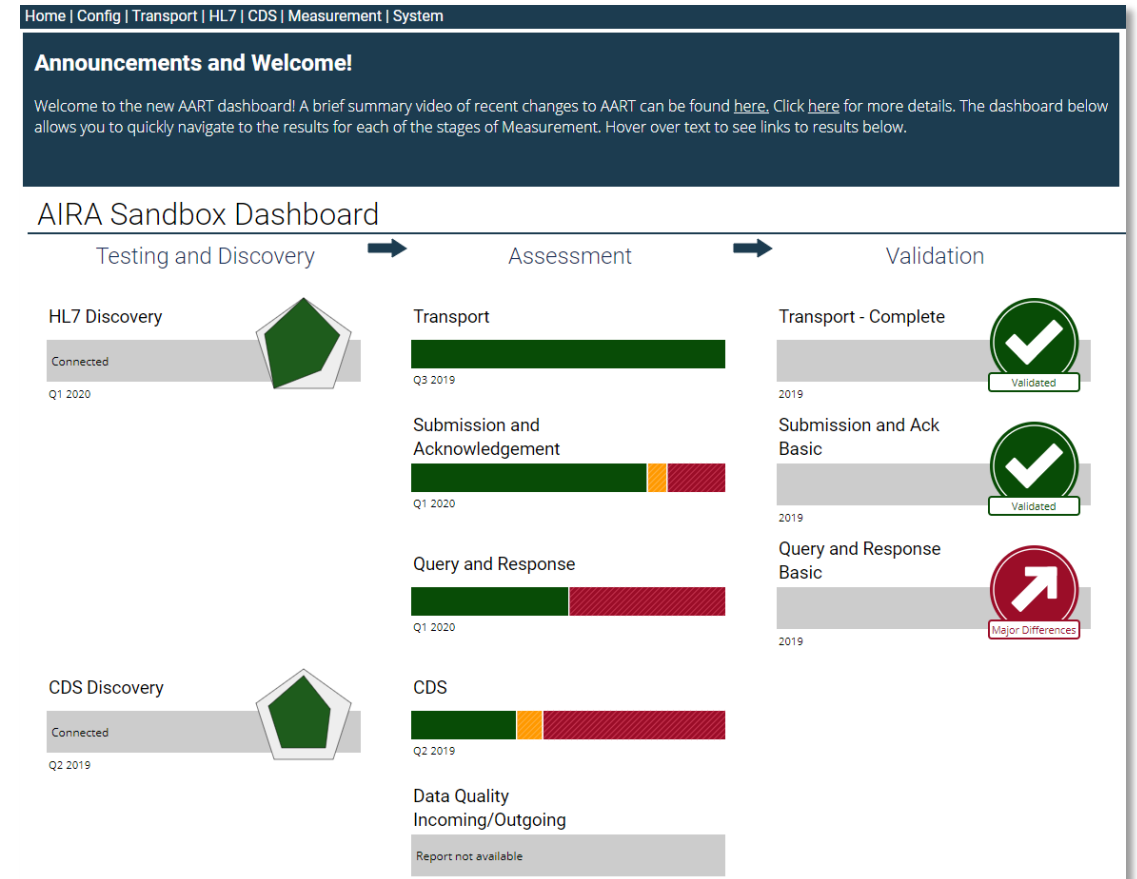 Home | Config | Transport | HL7 | CDS | Measurement | System
Announcements and Welcome!
Welcome to the new AART dashboard! A brief summary video of recent changes to AART can be found here. Click here for more details. The dashboard below
allows you to quickly navigate to the results for each of the stages of Measurement. Hover over text to see links to results below.
AIRA Sandbox Dashboard
Testing and Discovery
Assessment
Validation
HL7 Discovery
Connected
Q1 2020
Transport
Q3 2019
Transport - Complete
Validated
2019
Submission and
Acknowledgement
Q1 2020
Submission and Ack
Basic
Validated
2019
Query and Response
Q1 2020
Query and Response
Basic
Major Differences
2019
CDS Discovery
Connected
Q2 2019
CDS
Q2 2019
Data Quality
Incoming/Outgoing
Report not available